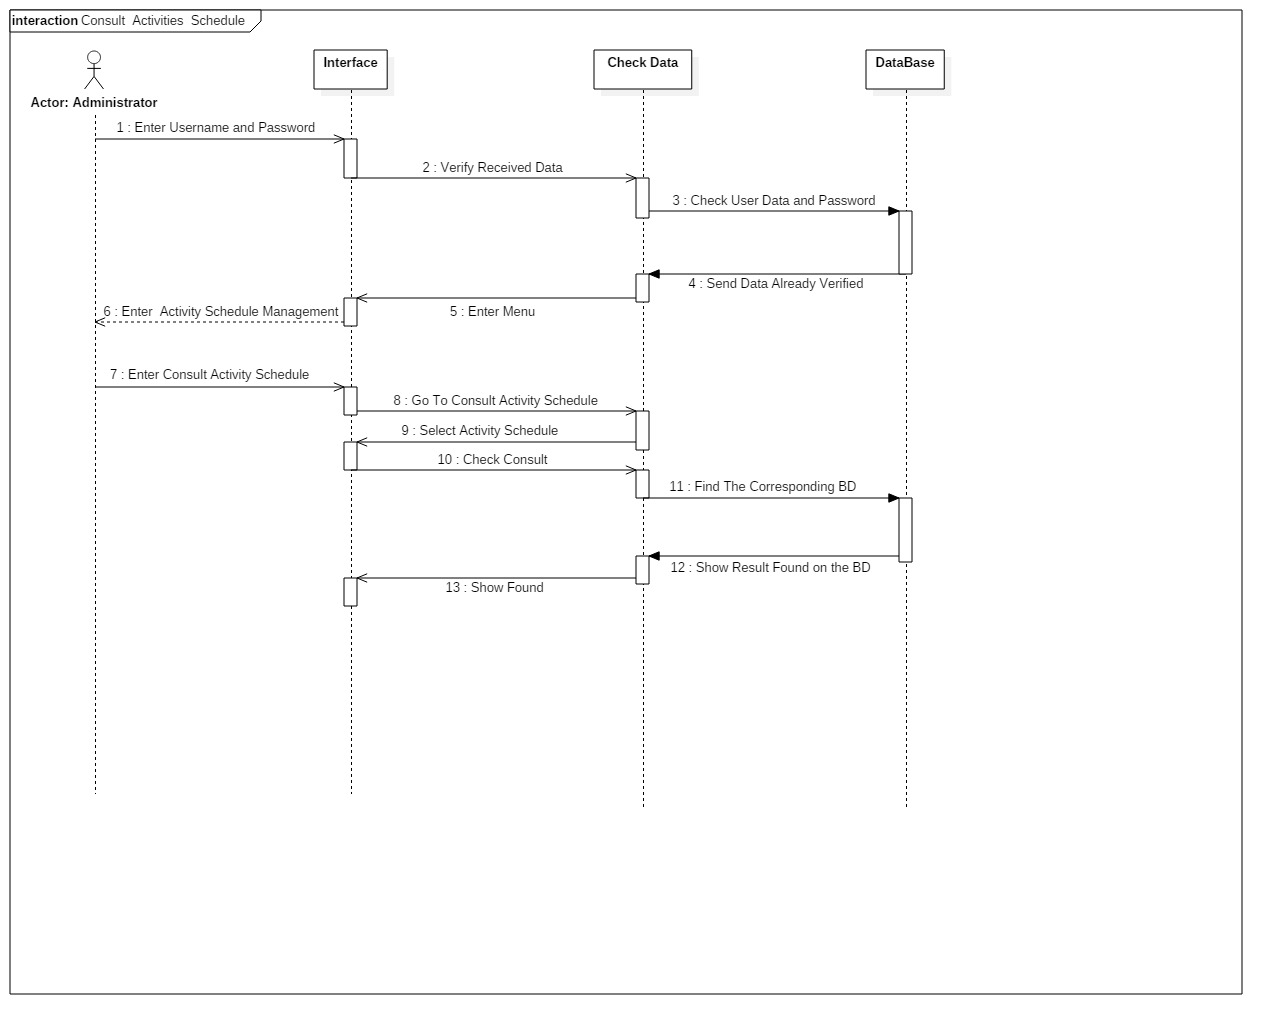 interaction Consult Activities Schedule
Interface
Check Data
DataBase
Actor: Administrator
1 : Enter Username and Password
2 : Verify Received Data
3 : Check User Data and Password
4 : Send Data Already Verified
5 : Enter Menu
6 : Enter Activity Schedule Management
7 : Enter Consult Activity Schedule
8 : Go To Consult Activity Schedule
9 : Select Activity Schedule
10 : Check Consult
11 : Find The Corresponding BD
12 : Show Result Found on the BD
13 : Show Found